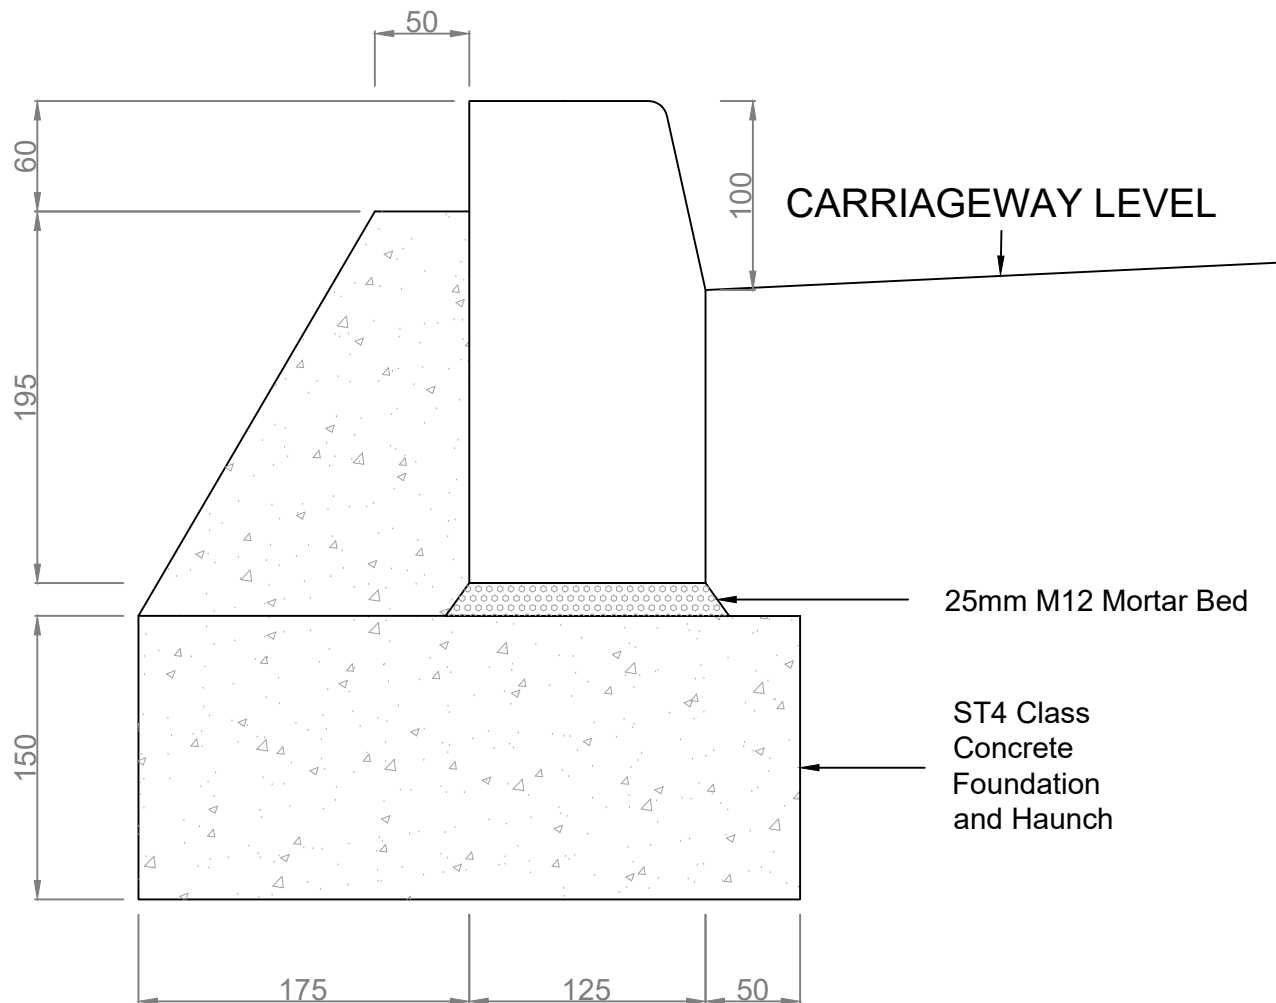 50
60
100
CARRIAGEWAY LEVEL
195
25mm M12 Mortar Bed
150
ST4 Class
Concrete
Foundation
and Haunch
175
125
50